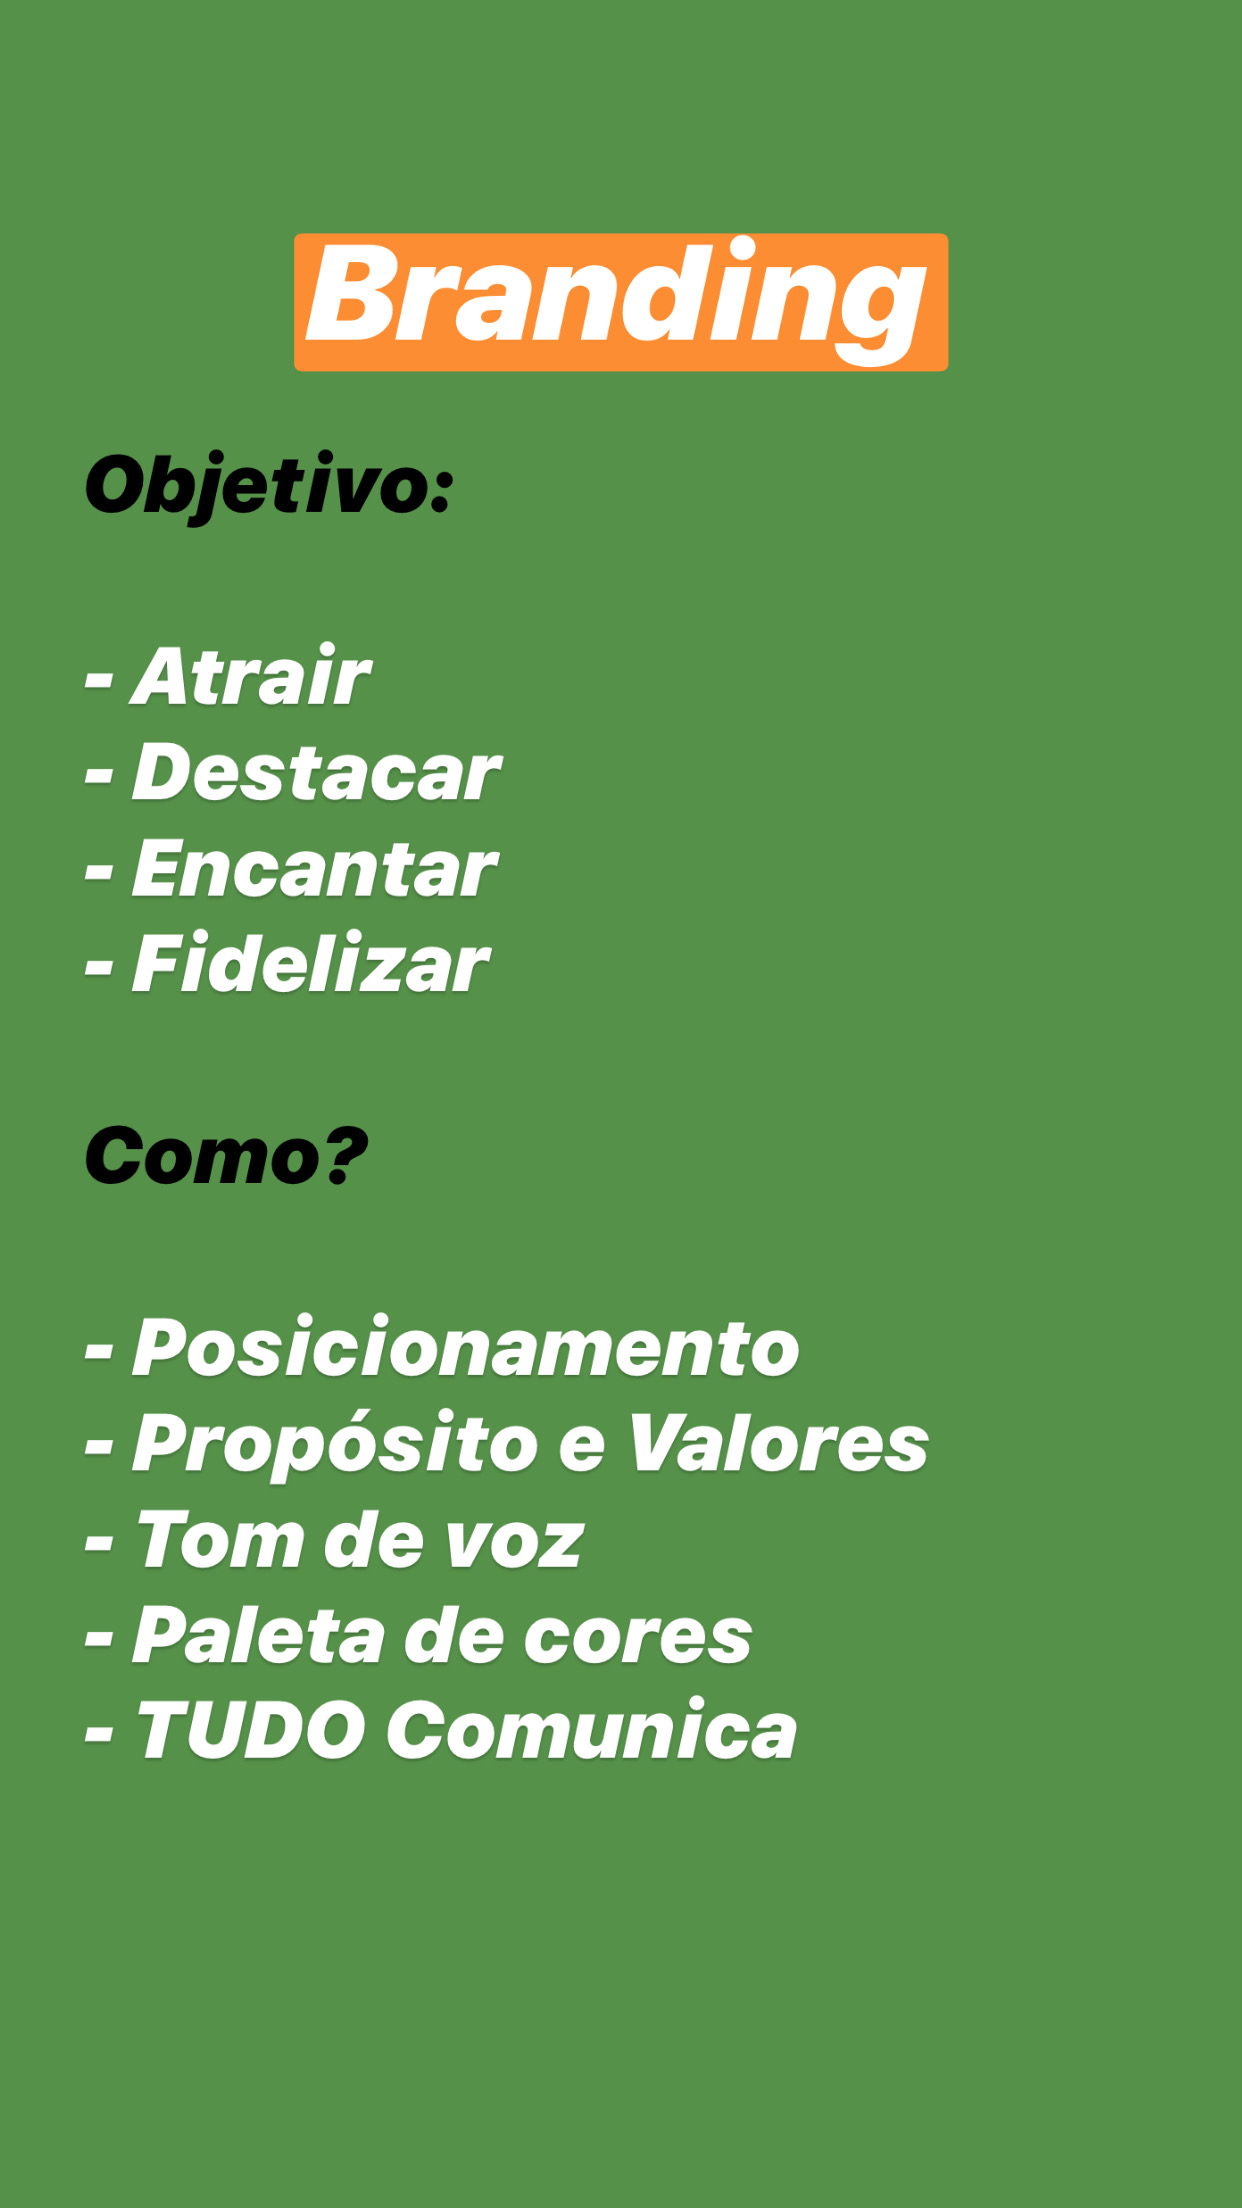 Branding
Objetivo:
- Atrair
- Destacar
- Encantar
- Fidelizar
Como?
- Posicionamento
- Propósito e Valores
- Tom de voz
- Paleta de cores
- TUDO Comunica